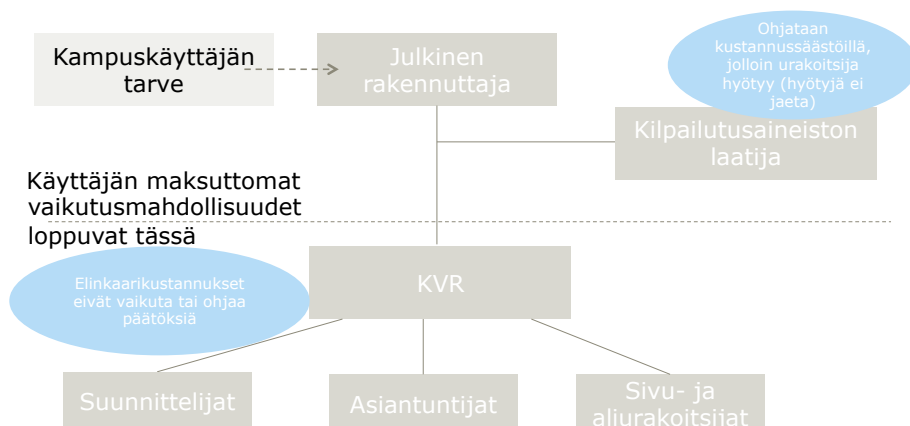 Kampuskäyttäjän
tarve
Julkinen
rakennuttaja
Ohjataan
kustannussäästöillä,
jolloin urakoitsija
hyötyy (hyötyjä ei
jaeta)
Kilpailutusaineiston
laatija
Käyttäjän maksuttomat
vaikutusmahdollisuudet
loppuvat tässä
Elinkaarikustannukset
eivät vaikuta tai ohjaa
päätöksiä
KVR
Suunnittelijat
Asiantuntijat
Sivu- ja
aliurakoitsijat